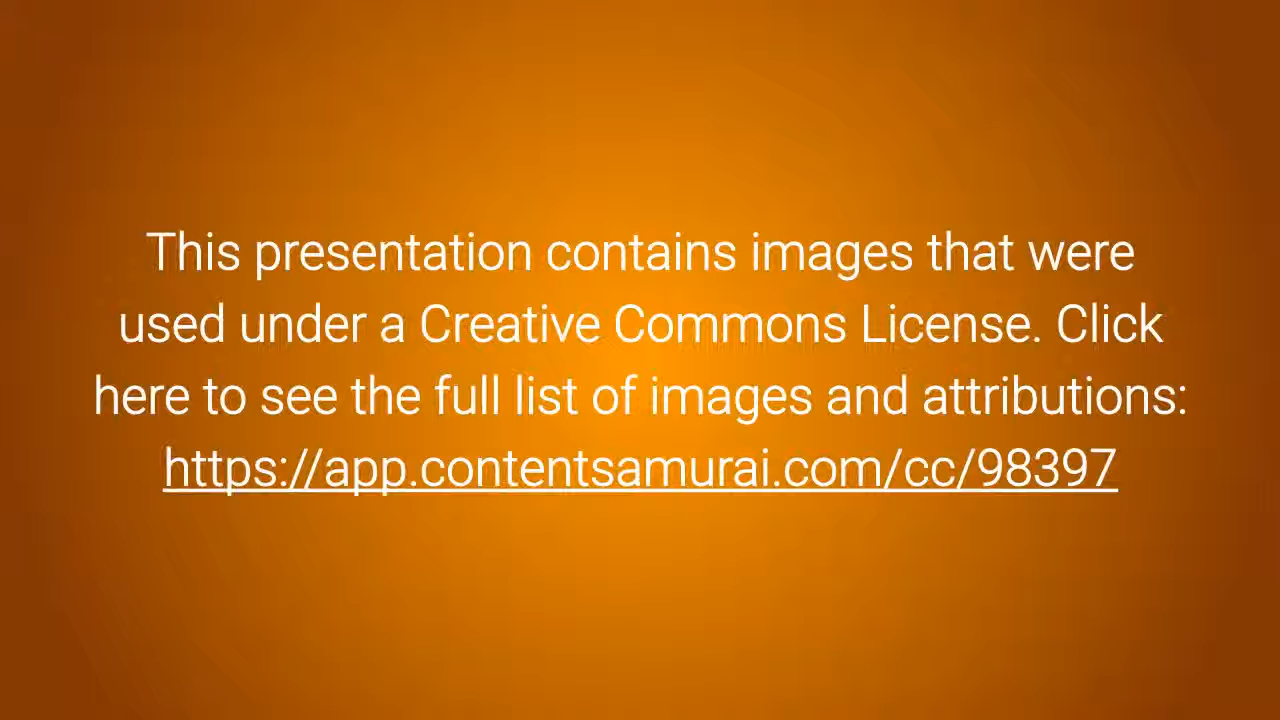 This presentation contains images that were
used under a Creative Commons License. Click
here to see the full list of images and attributions:
https://app.contentsamurai.com/cc/98397